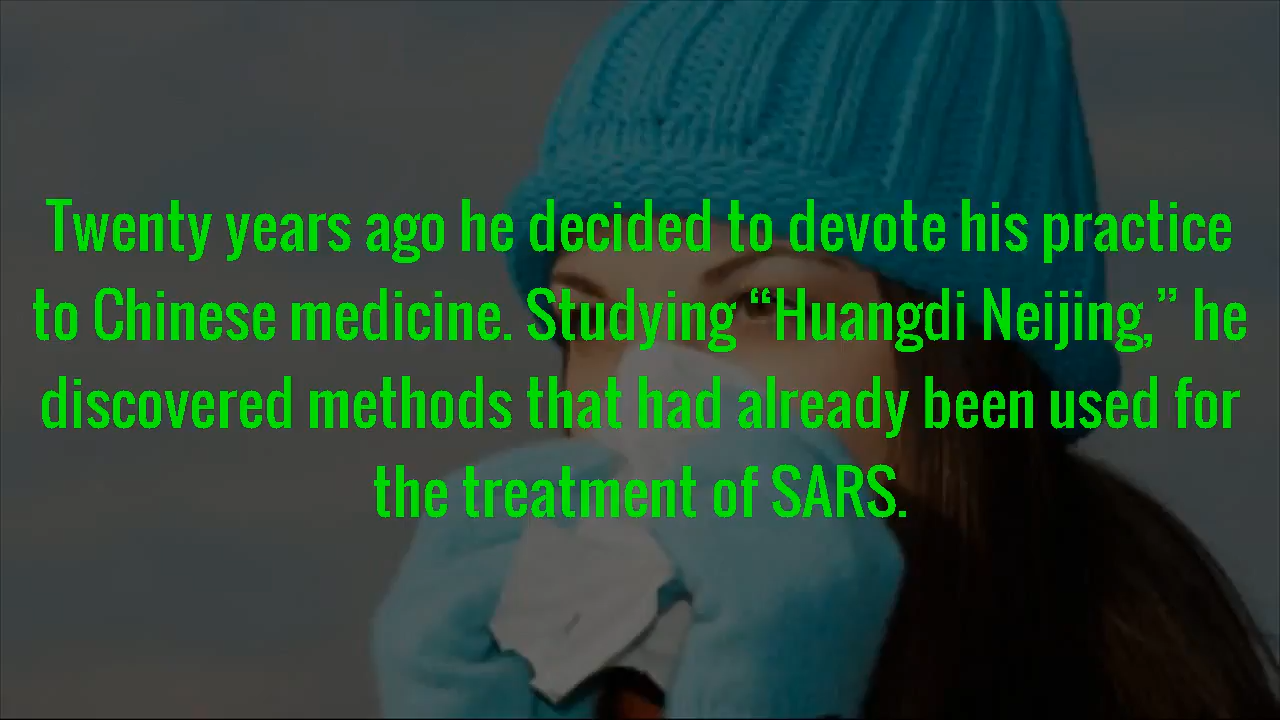 Twenty years ago he decided to devote his practice
to Chinese medicine. Studying “Huangdi Neijing,” he
discovered methods that had already been used for
the treatment of SARS.